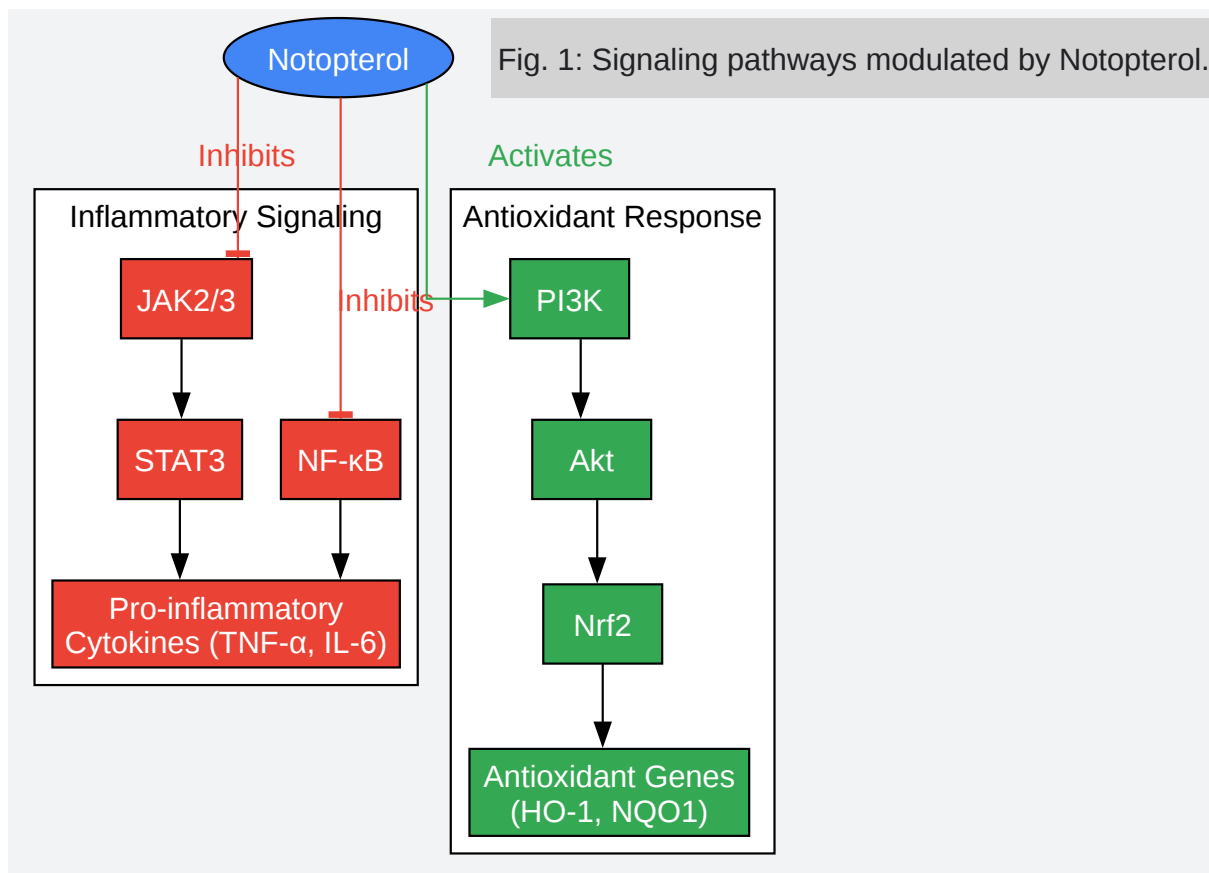 Notopterol
Fig. 1: Signaling pathways modulated by Notopterol.
Inhibits
Activates
Inflammatory Signaling
Antioxidant Response
JAK2/3
Inhibits
PI3K
STAT3
NF-κB
Akt
Pro-inflammatory
Cytokines (TNF-α, IL-6)
Nrf2
Antioxidant Genes
(HO-1, NQO1)